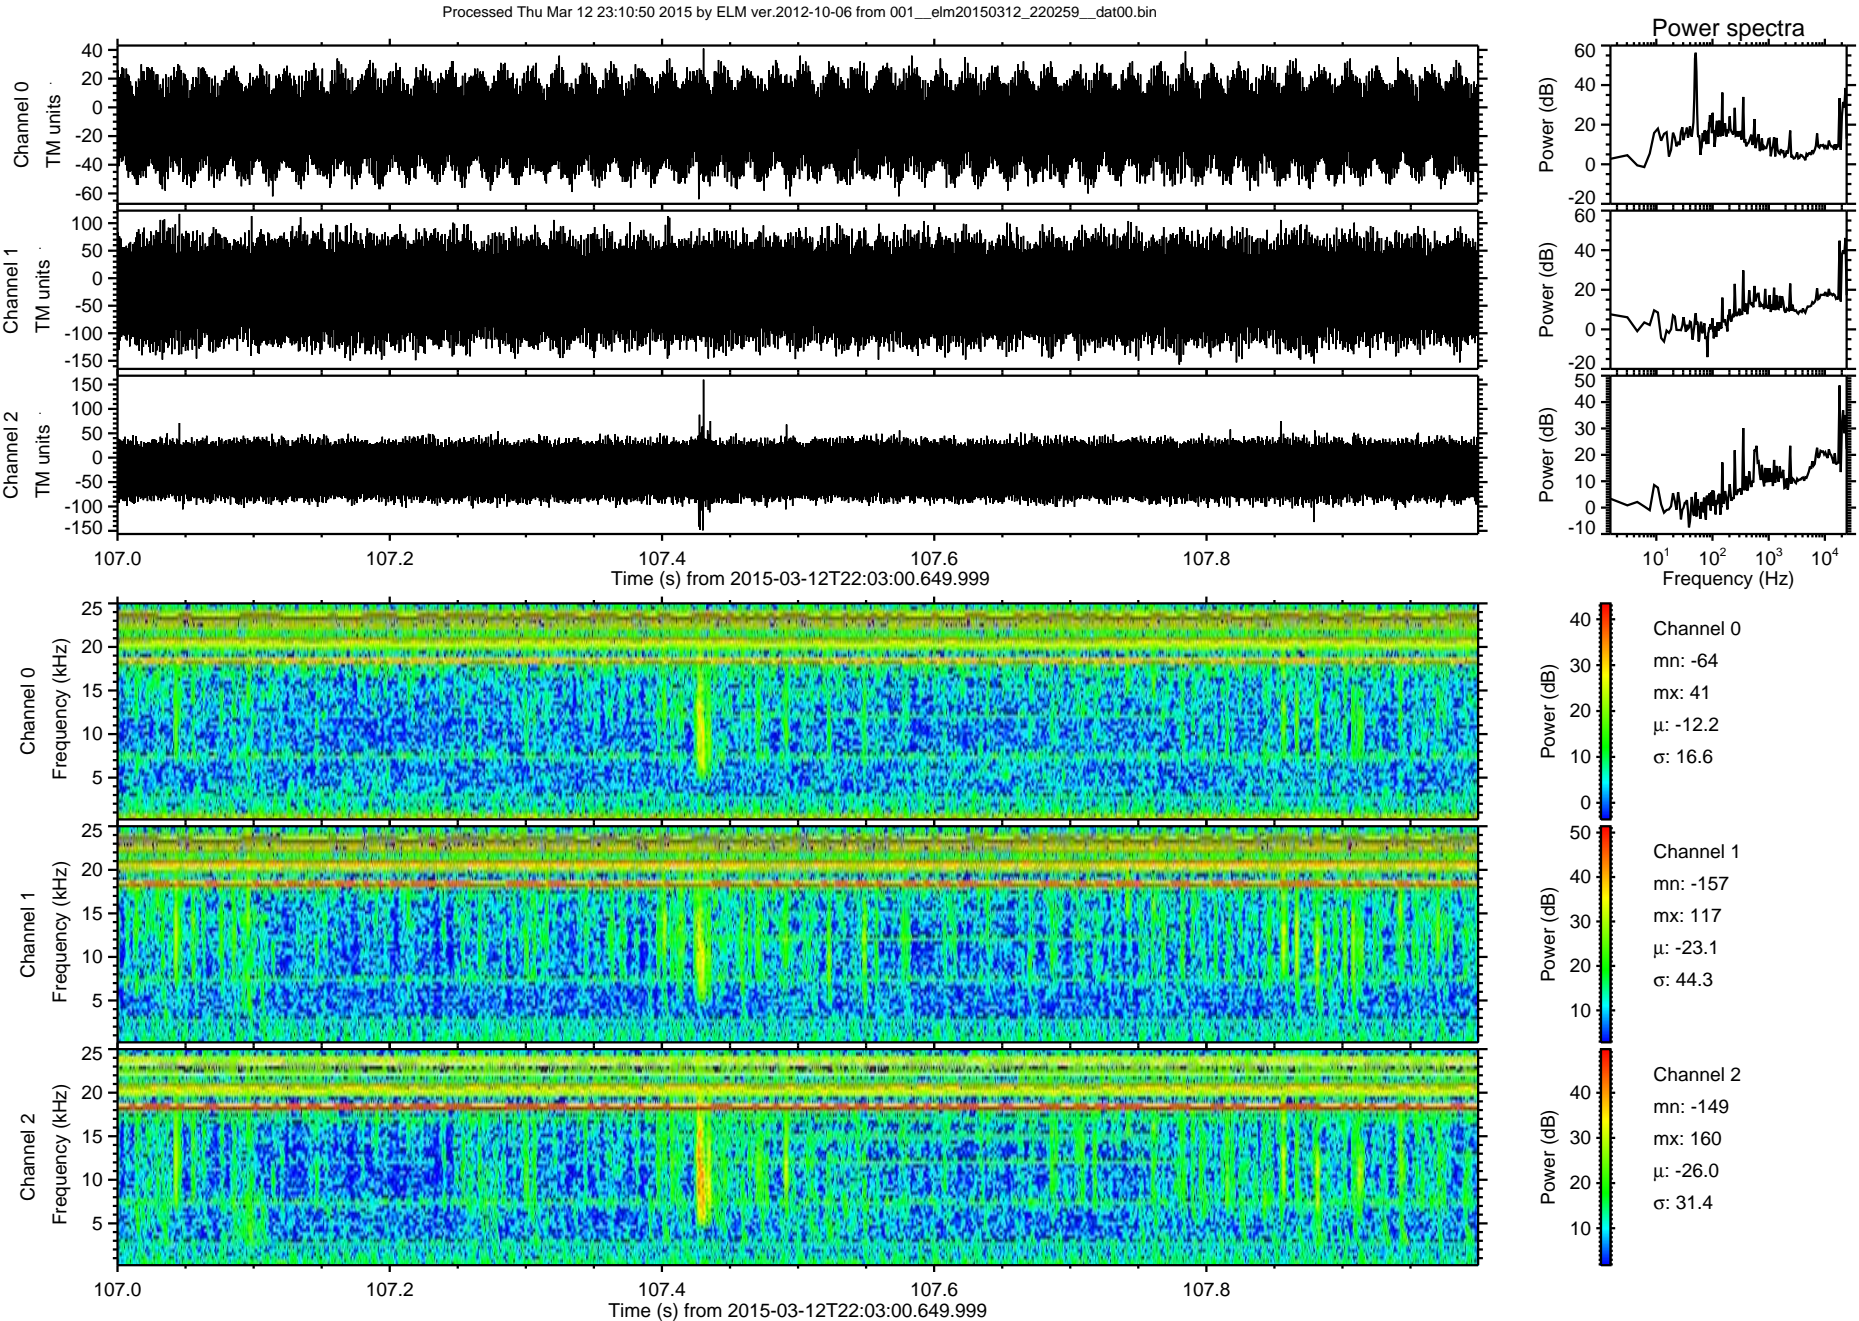 Processed Thu Mar 12 23:10:50 2015 by ELM ver.2012-10-06 from 001__elm20150312_220259__dat00.bin
Power spectra
Channel 0
TM units
40
20
0
-20
-40
-60
Power (dB)
60
40
20
0
-20
Channel 1
TM units
100
50
0
-50
-100
-150
Power (dB)
60
40
20
0
-20
Channel 2
TM units
150
100
50
0
-50
-100
-150
Power (dB)
50
40
30
20
10
0
-10
107.0 107.2 107.4 107.6 107.8
Time (s) from 2015-03-12T22:03:00.649.999
10^1 10^2 10^3 10^4
Frequency (Hz)
Channel 0
Frequency (kHz)
25
20
15
10
5
Power (dB)
40
30
20
10
0
Channel 0
mn: -64
mx: 41
μ: -12.2
σ: 16.6
Channel 1
Frequency (kHz)
25
20
15
10
5
Power (dB)
50
40
30
20
10
Channel 1
mn: -157
mx: 117
μ: -23.1
σ: 44.3
Channel 2
Frequency (kHz)
25
20
15
10
5
Power (dB)
40
30
20
10
Channel 2
mn: -149
mx: 160
μ: -26.0
σ: 31.4
107.0 107.2 107.4 107.6 107.8
Time (s) from 2015-03-12T22:03:00.649.999